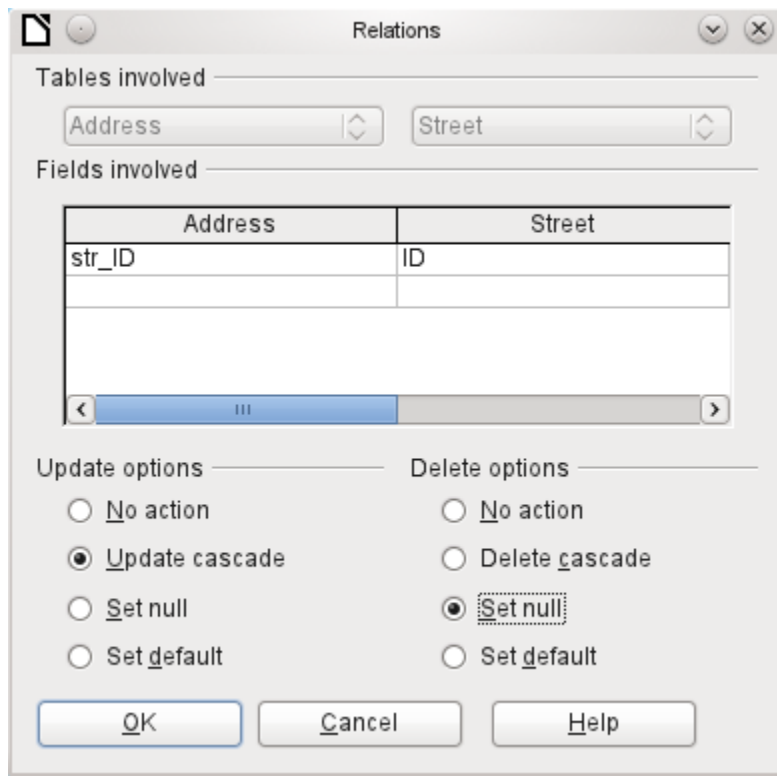 Relations
Tables involved
Address Street
Fields involved
Address Street
str_ID ID
Update options Delete options
No action No action
Update cascade Delete cascade
Set null Set null
Set default Set default
OK Cancel Help